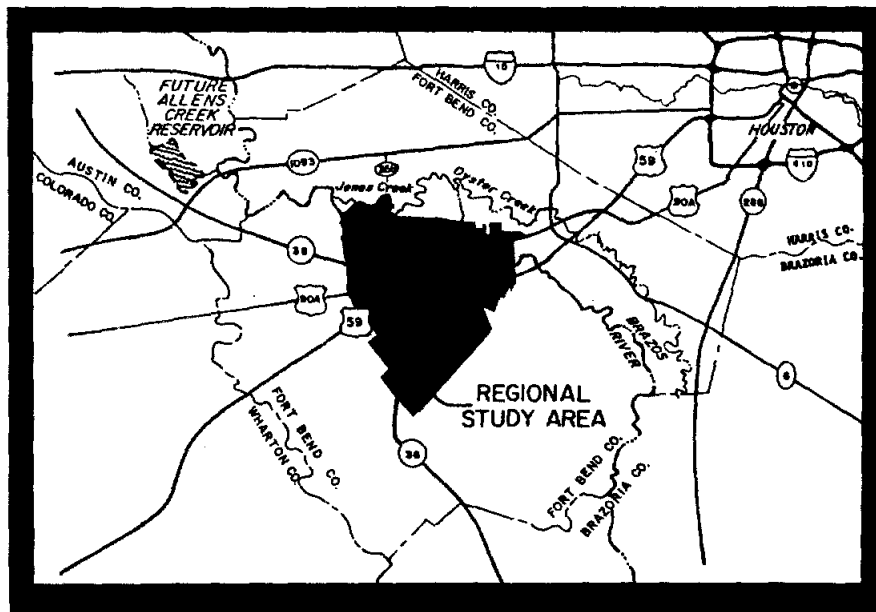 10
HARRIS CO.
FORT BEND CO.
FUTURE
ALLENS
CREEK
RESERVOIR
HOUSTON
59
610
AUSTIN CO.
COLORADO CO.
1093
Jones Creek
Oyster Creek
90A
288
36
HARRIS CO.
BRAZORIA CO.
90A
59
BRAZOS
RIVER
6
REGIONAL
STUDY AREA
FORT BEND CO.
WHARTON CO.
36
FORT BEND CO.
BRAZORIA CO.